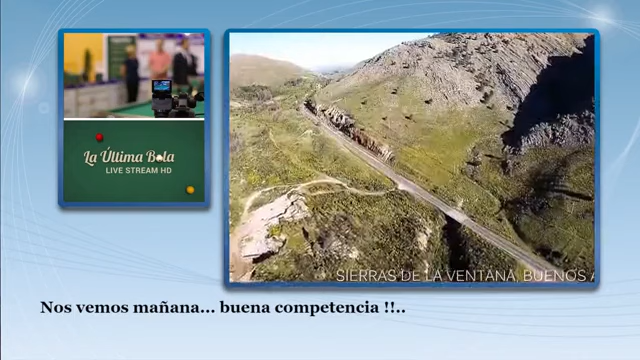 La Última Bola
LIVE STREAM HD
SIERRAS DE LA VENTANA, BUENOS A
Nos vemos mañana... buena competencia !!..